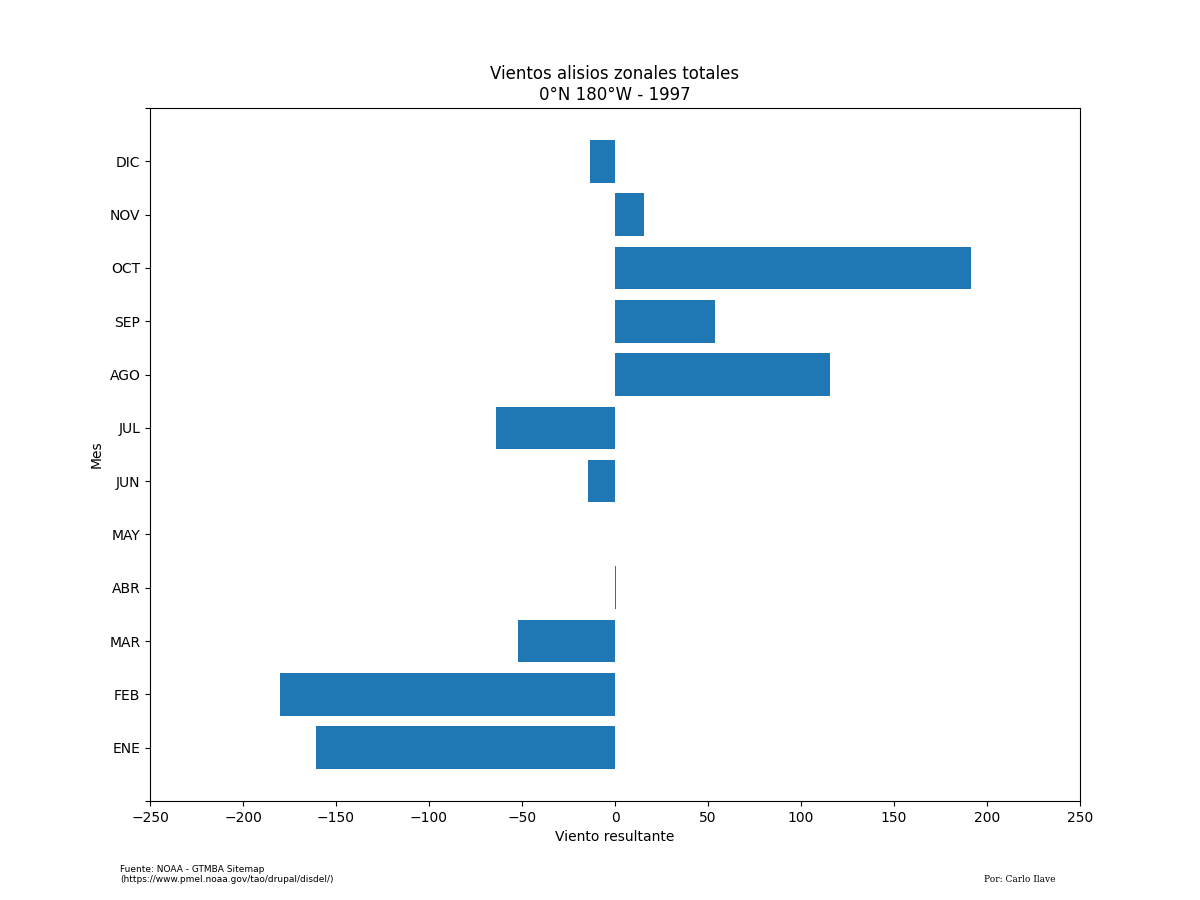 Vientos alisios zonales totales
0°N 180°W - 1997
DIC
NOV
OCT
SEP
AGO
JUL
JUN
MAY
ABR
MAR
FEB
ENE
Mes
−250 −200 −150 −100 −50 0 50 100 150 200 250
Viento resultante
Fuente: NOAA - GTMBA Sitemap
(https://www.pmel.noaa.gov/tao/drupal/disdel/)
Por: Carlo Ilave